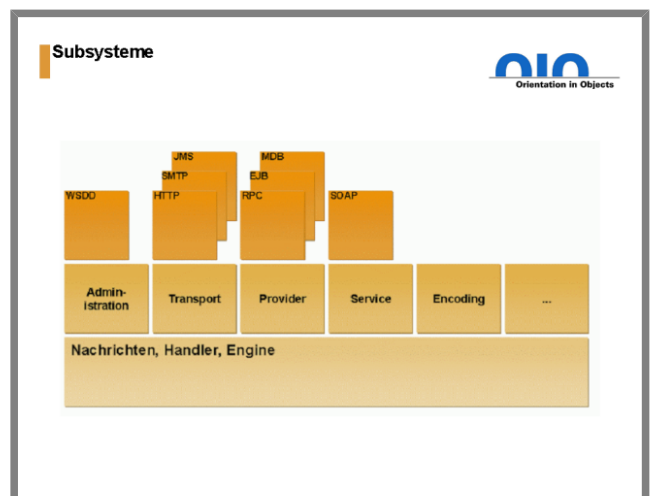 Subsysteme
OIO
Orientation in Objects
JMS
MDB
SMTP
EJB
WSDD
HTTP
RPC
SOAP
Admin-
istration
Transport
Provider
Service
Encoding
...
Nachrichten, Handler, Engine